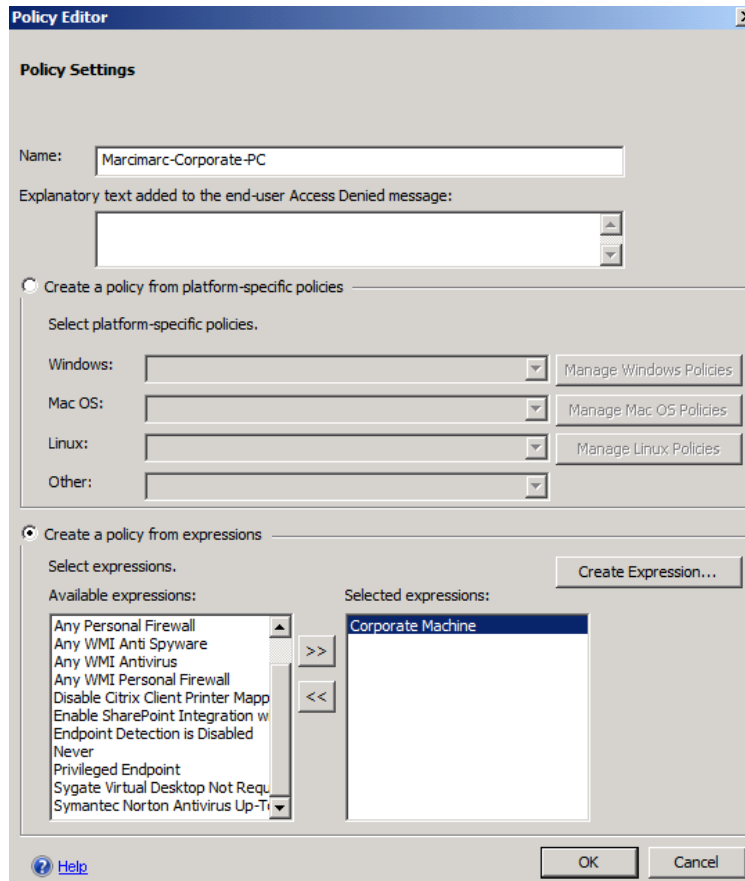 Policy Editor
Policy Settings
Name: Marcimarc-Corporate-PC
Explanatory text added to the end-user Access Denied message:
Create a policy from platform-specific policies
Select platform-specific policies.
Windows: Manage Windows Policies
Mac OS: Manage Mac OS Policies
Linux: Manage Linux Policies
Other:
Create a policy from expressions
Select expressions. Create Expression...
Available expressions: Selected expressions:
Any Personal Firewall Corporate Machine
Any WMI Anti Spyware
Any WMI Antivirus >>
Any WMI Personal Firewall
Disable Citrix Client Printer Mapp <<
Enable SharePoint Integration w
Endpoint Detection is Disabled
Never
Privileged Endpoint
Sygate Virtual Desktop Not Requ
Symantec Norton Antivirus Up-T
Help OK Cancel